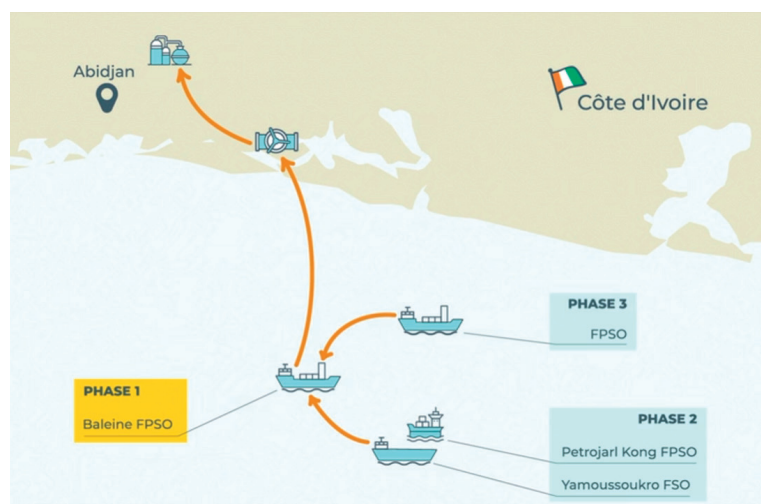 Abidjan
Côte d'Ivoire
PHASE 3
FPSO
PHASE 1
Baleine FPSO
PHASE 2
Petrojarl Kong FPSO
Yamoussoukro FSO